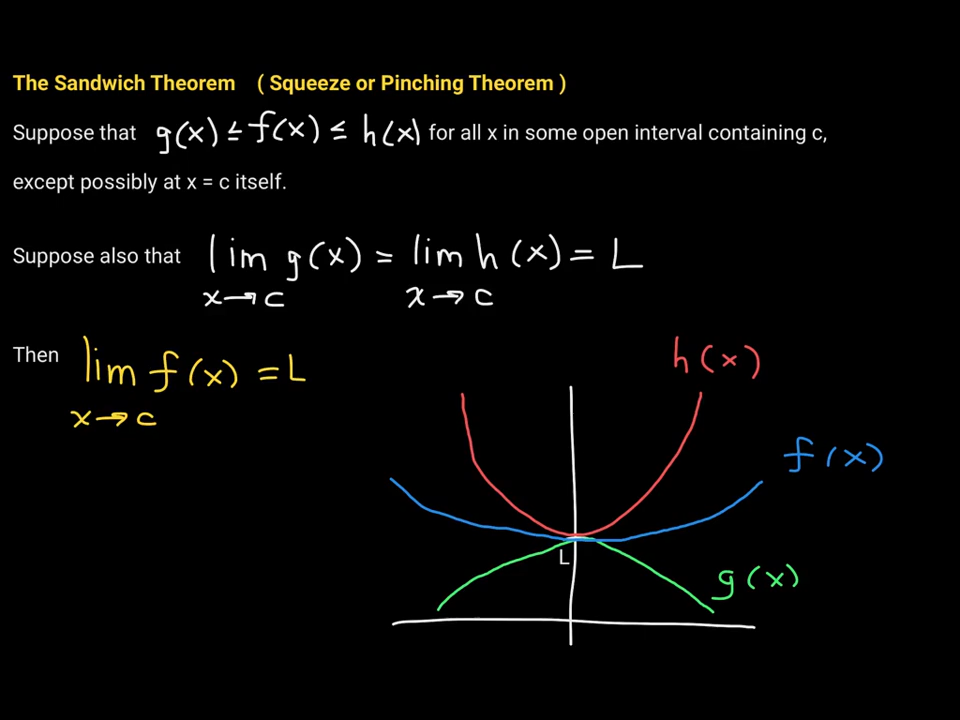 The Sandwich Theorem ( Squeeze or Pinching Theorem )
Suppose that g(x) ≤ f(x) ≤ h(x) for all x in some open interval containing c,
except possibly at x = c itself.
Suppose also that lim g(x) = lim h(x) = L
x→c x→c
Then lim f(x) = L
x→c
h(x)
f(x)
L
g(x)